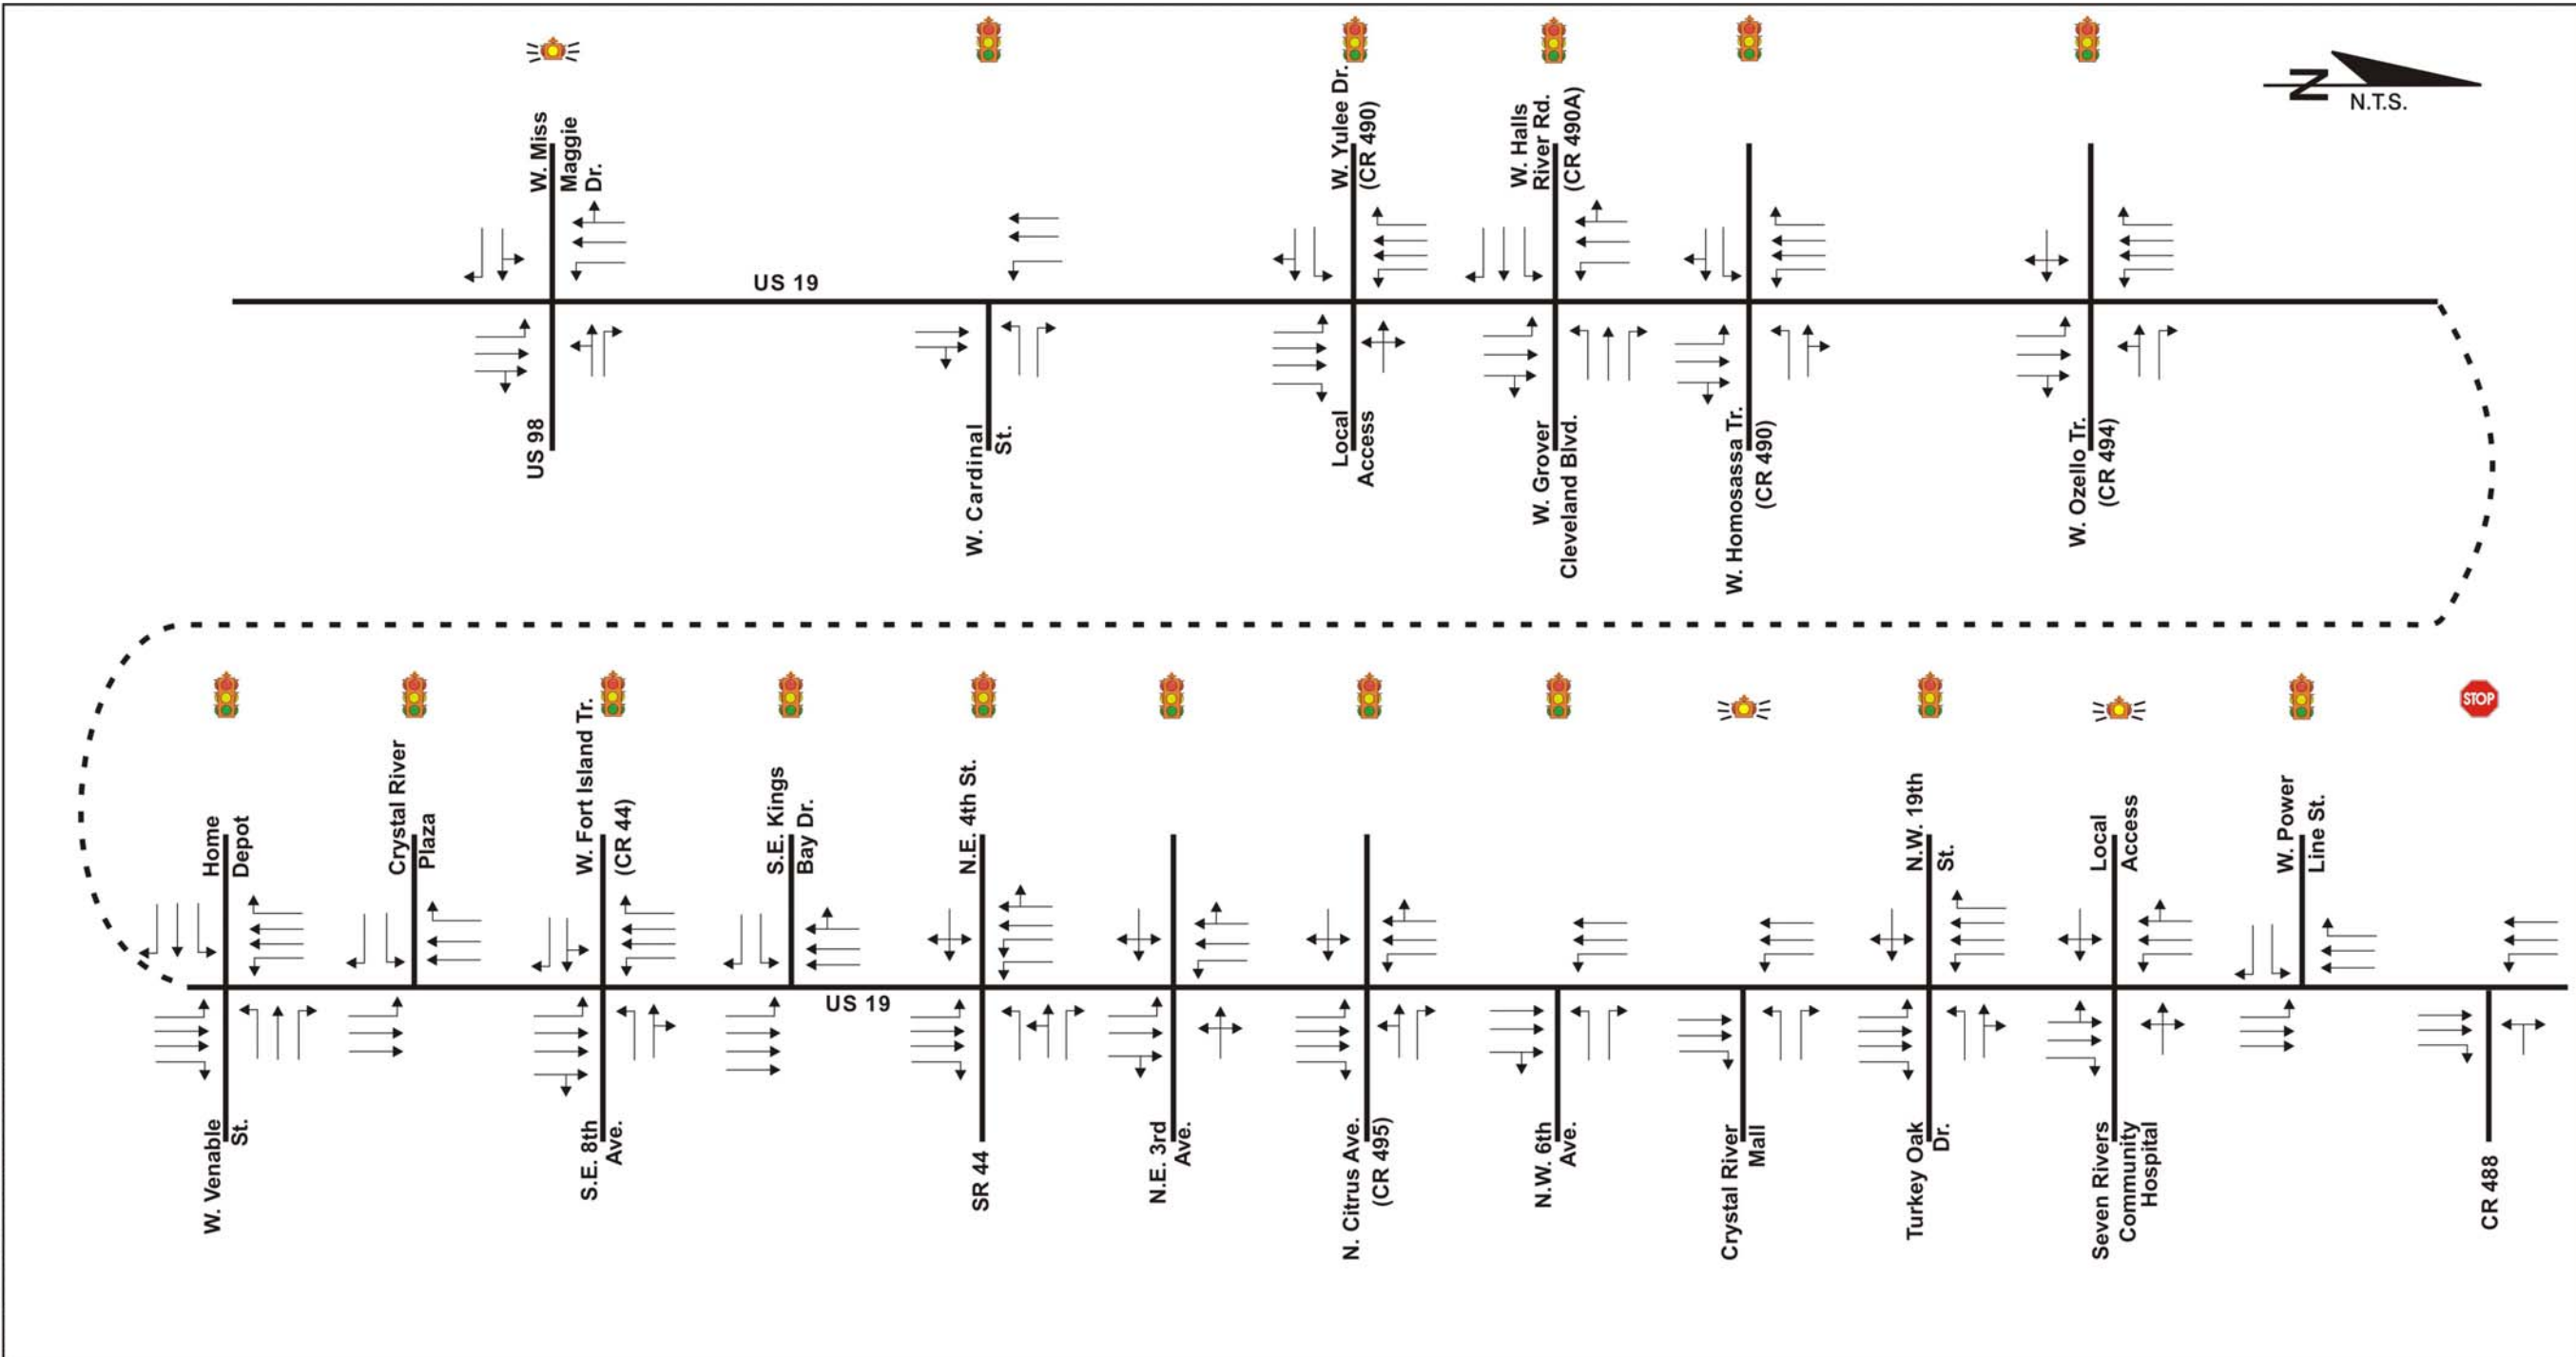 W. Miss
Maggie
Dr.
W. Yulee Dr.
(CR 490)
W. Halls
River Rd.
(CR 490A)
N
N.T.S.
US 19
US 98
W. Cardinal
St.
Local
Access
W. Grover
Cleveland Blvd.
W. Homosassa Tr.
(CR 490)
W. Ozello Tr.
(CR 494)
STOP
Home
Depot
Crystal River
Plaza
W. Fort Island Tr.
(CR 44)
S.E. Kings
Bay Dr.
N.E. 4th St.
N.W. 19th
St.
Local
Access
W. Power
Line St.
US 19
W. Venable
St.
S.E. 8th
Ave.
SR 44
N.E. 3rd
Ave.
N. Citrus Ave.
(CR 495)
N.W. 6th
Ave.
Crystal River
Mall
Turkey Oak
Dr.
Seven Rivers
Community
Hospital
CR 488